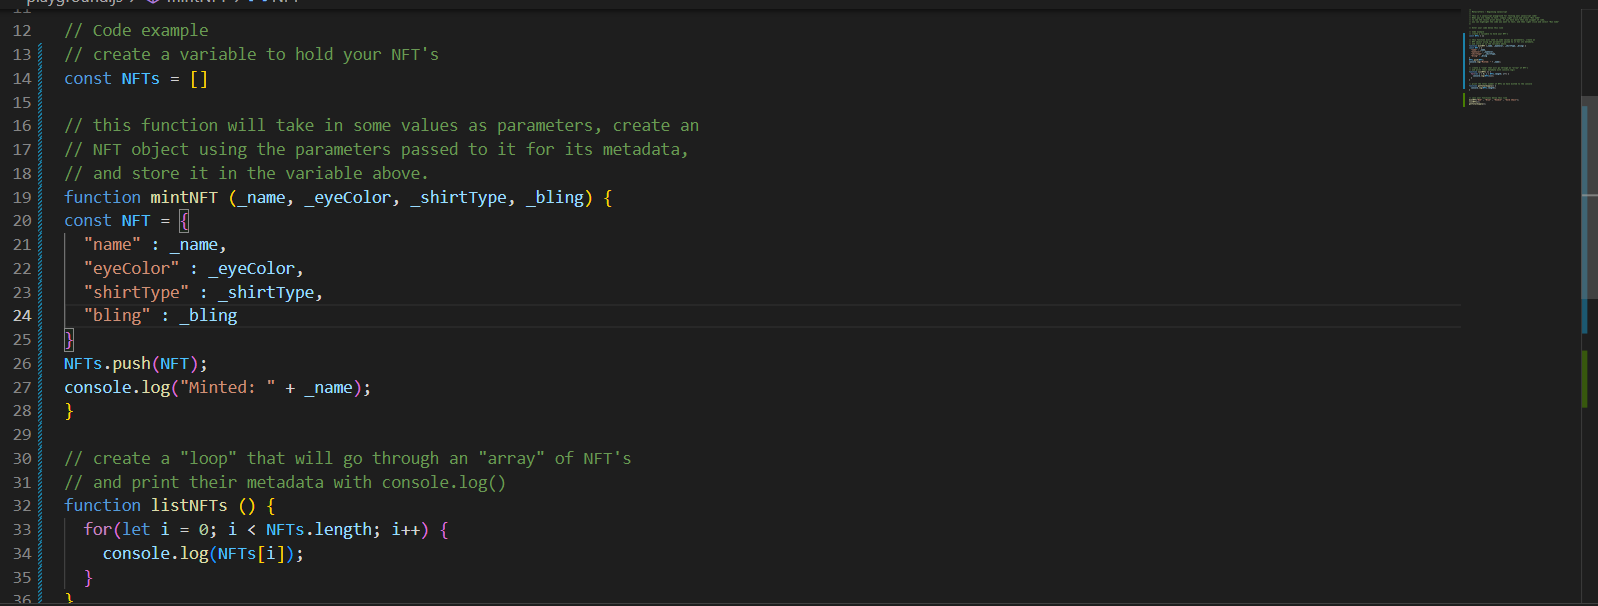 12 // Code example
13 // create a variable to hold your NFT's
14 const NFTs = []
15
16 // this function will take in some values as parameters, create an
17 // NFT object using the parameters passed to it for its metadata,
18 // and store it in the variable above.
19 function mintNFT (_name, _eyeColor, _shirtType, _bling) {
20 const NFT = {
21 "name" : _name,
22 "eyeColor" : _eyeColor,
23 "shirtType" : _shirtType,
24 "bling" : _bling
25 }
26 NFTs.push(NFT);
27 console.log("Minted: " + _name);
28 }
29
30 // create a "loop" that will go through an "array" of NFT's
31 // and print their metadata with console.log()
32 function listNFTs () {
33 for(let i = 0; i < NFTs.length; i++) {
34 console.log(NFTs[i]);
35 }
36 }